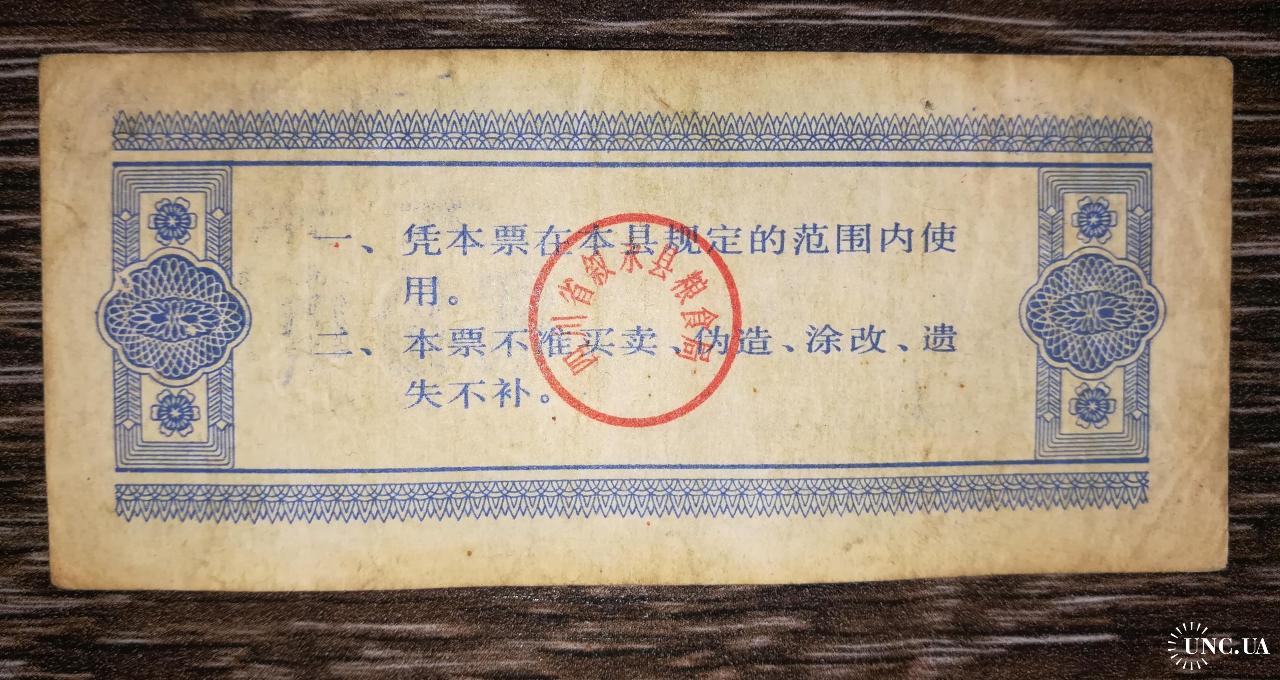 一、凭本票在本县规定的范围内使
用。
二、本票不准买卖、伪造、涂改、遗
失不补。
四川省敘永县粮食局
UNC.UA